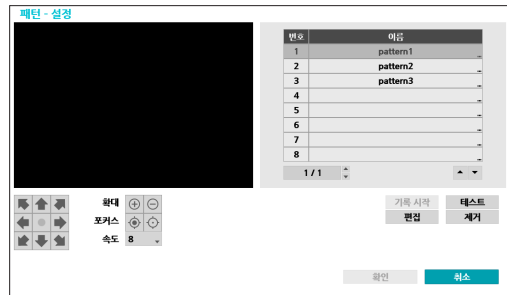 패턴 - 설정
번호 이름
1 pattern1
2 pattern2
3 pattern3
4
5
6
7
8
1 / 1
확대
포커스
속도 8
기록 시작 테스트
편집 제거
확인 취소